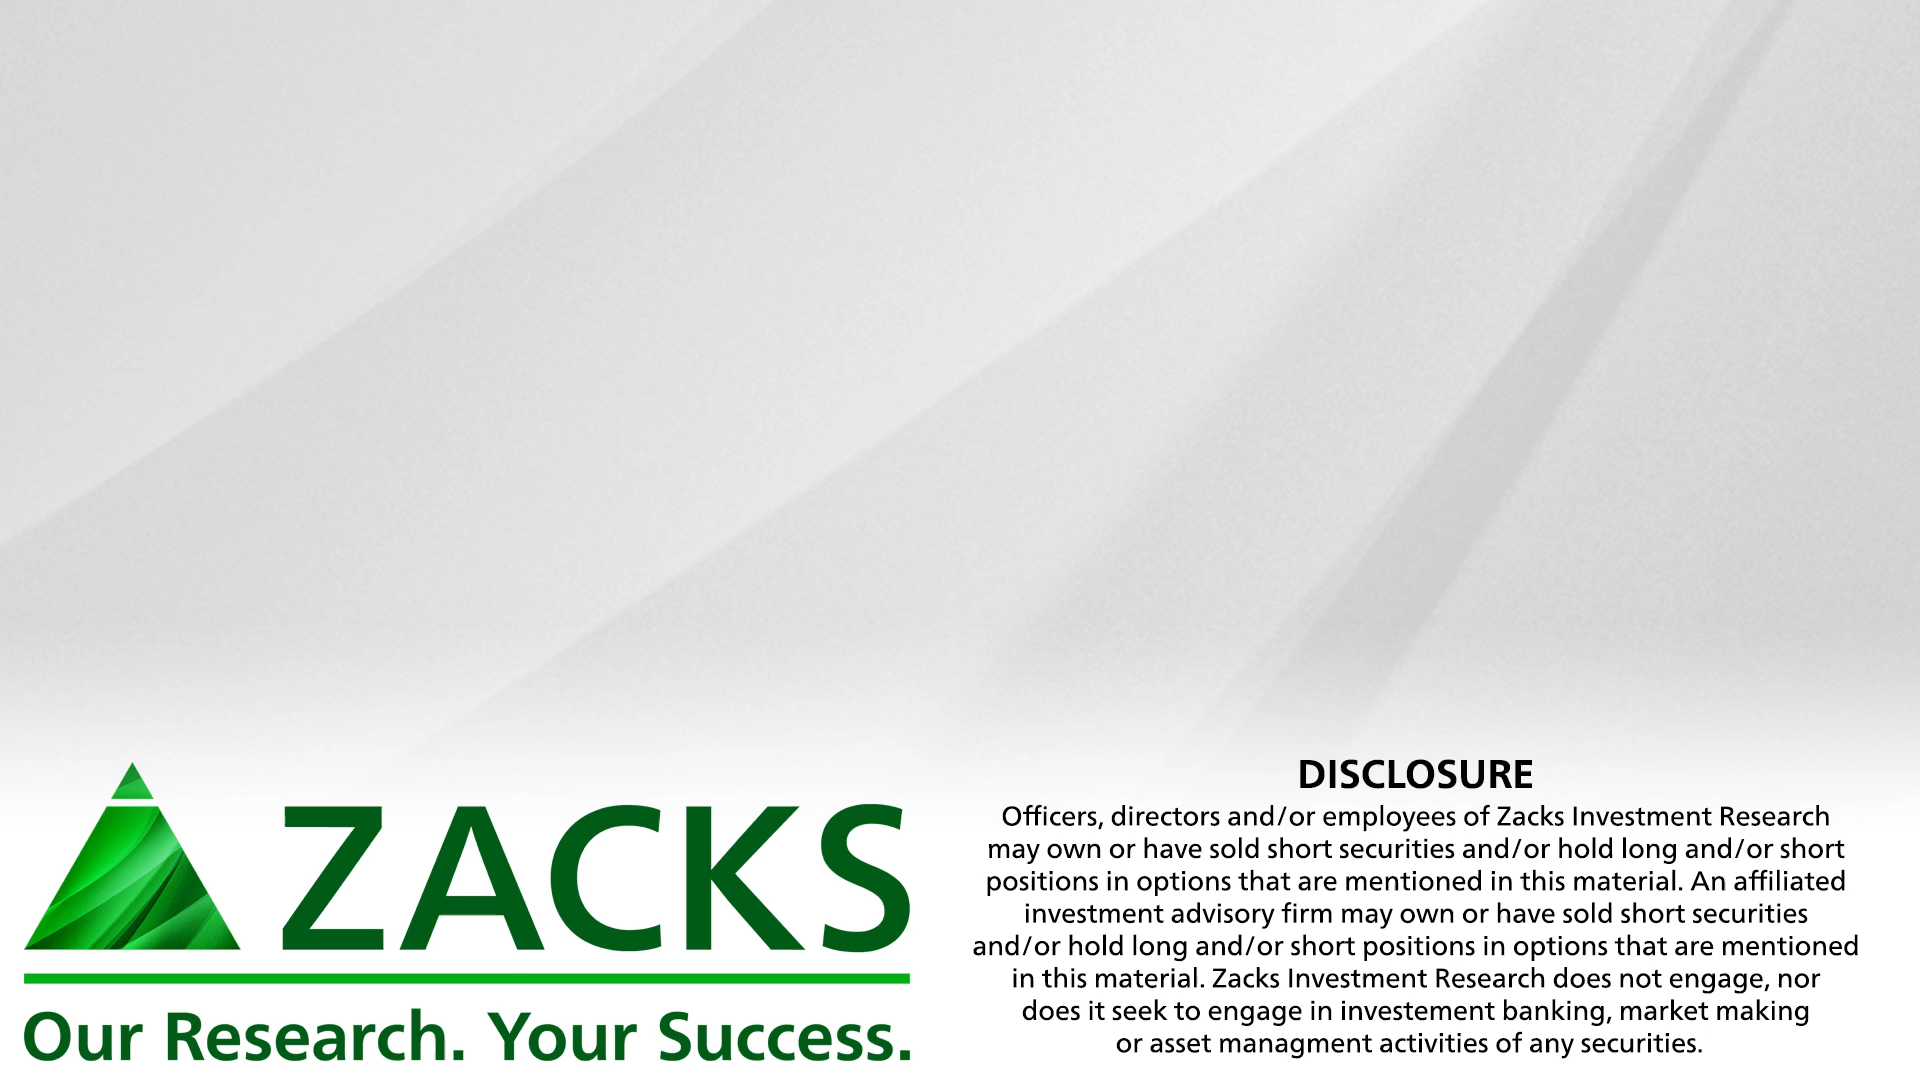 ZACKS
Our Research. Your Success.
DISCLOSURE
Officers, directors and/or employees of Zacks Investment Research
may own or have sold short securities and/or hold long and/or short
positions in options that are mentioned in this material. An affiliated
investment advisory firm may own or have sold short securities
and/or hold long and/or short positions in options that are mentioned
in this material. Zacks Investment Research does not engage, nor
does it seek to engage in investement banking, market making
or asset managment activities of any securities.